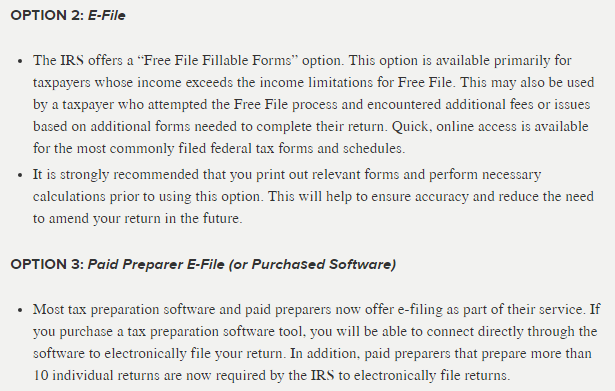 OPTION 2: E-File
• The IRS offers a “Free File Fillable Forms” option. This option is available primarily for
taxpayers whose income exceeds the income limitations for Free File. This may also be used
by a taxpayer who attempted the Free File process and encountered additional fees or issues
based on additional forms needed to complete their return. Quick, online access is available
for the most commonly filed federal tax forms and schedules.
• It is strongly recommended that you print out relevant forms and perform necessary
calculations prior to using this option. This will help to ensure accuracy and reduce the need
to amend your return in the future.
OPTION 3: Paid Preparer E-File (or Purchased Software)
• Most tax preparation software and paid preparers now offer e-filing as part of their service. If
you purchase a tax preparation software tool, you will be able to connect directly through the
software to electronically file your return. In addition, paid preparers that prepare more than
10 individual returns are now required by the IRS to electronically file returns.